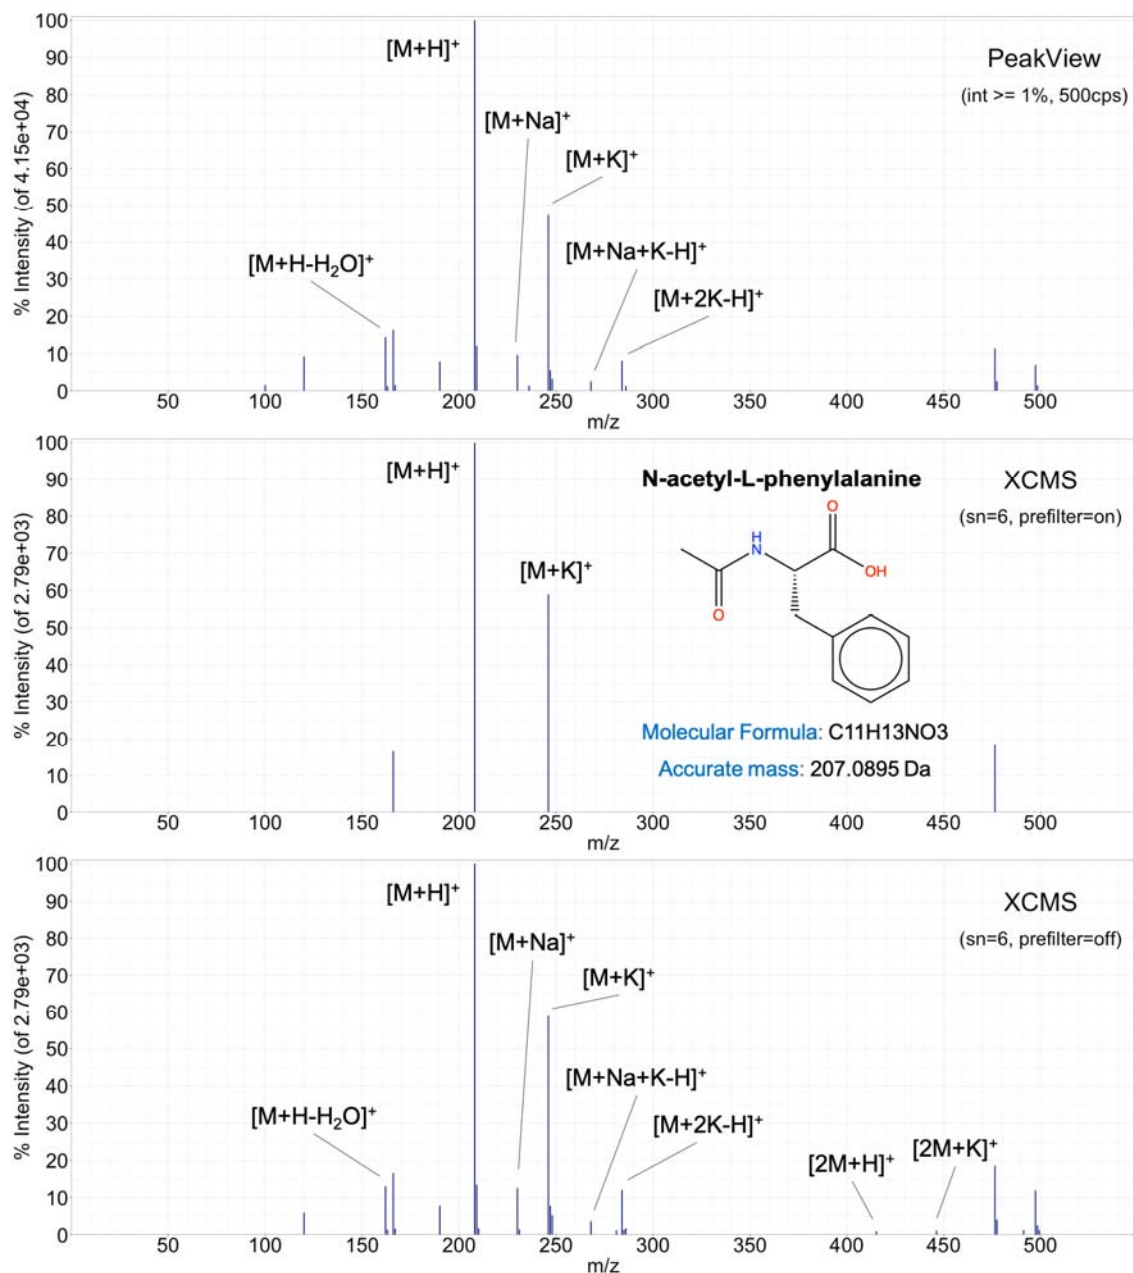 % Intensity (of 4.15e+04)
100
90
80
70
60
50
40
30
20
10
0
[M+H]⁺
PeakView
(int >= 1%, 500cps)
[M+Na]⁺
[M+K]⁺
[M+Na+K-H]⁺
[M+H-H₂O]⁺
[M+2K-H]⁺
50 100 150 200 250 300 350 400 450 500
m/z
% Intensity (of 2.79e+03)
100
90
80
70
60
50
40
30
20
10
0
[M+H]⁺
N-acetyl-L-phenylalanine
XCMS
(sn=6, prefilter=on)
[M+K]⁺
O
H
N
OH
O
Molecular Formula: C11H13NO3
Accurate mass: 207.0895 Da
50 100 150 200 250 300 350 400 450 500
m/z
% Intensity (of 2.79e+03)
100
90
80
70
60
50
40
30
20
10
0
[M+H]⁺
XCMS
(sn=6, prefilter=off)
[M+Na]⁺
[M+K]⁺
[M+Na+K-H]⁺
[M+H-H₂O]⁺
[M+2K-H]⁺
[2M+H]⁺
[2M+K]⁺
50 100 150 200 250 300 350 400 450 500
m/z